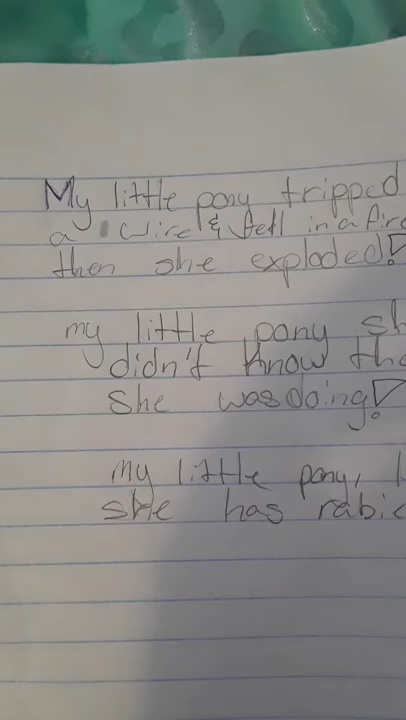 My little pony tripped
a wire & fell in a
then she exploded!
my little pony
didn't know
she was doing!
my little pony,
she has